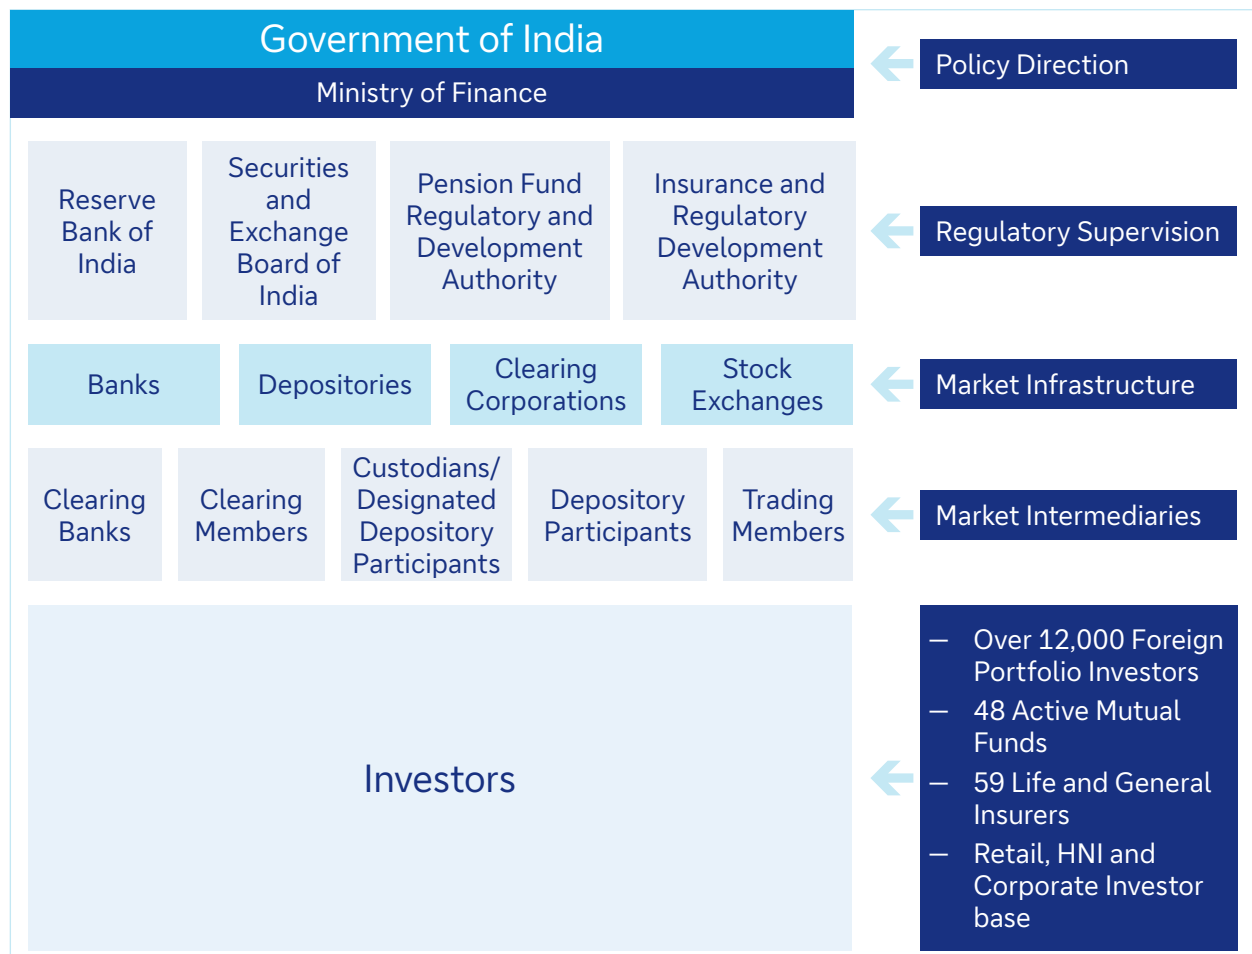 Government of India
Ministry of Finance
Policy Direction
Reserve
Bank of
India
Securities
and
Exchange
Board of
India
Pension Fund
Regulatory and
Development
Authority
Insurance and
Regulatory
Development
Authority
Regulatory Supervision
Banks
Depositories
Clearing
Corporations
Stock
Exchanges
Market Infrastructure
Clearing
Banks
Clearing
Members
Custodians/
Designated
Depository
Participants
Depository
Participants
Trading
Members
Market Intermediaries
Investors
— Over 12,000 Foreign
Portfolio Investors
— 48 Active Mutual
Funds
— 59 Life and General
Insurers
— Retail, HNI and
Corporate Investor
base